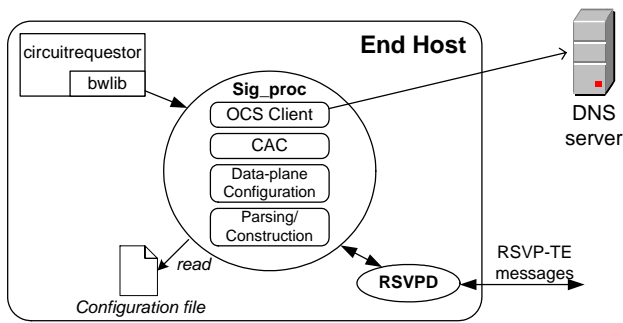 circuitrequestor
bwlib
End Host
Sig_proc
OCS Client
CAC
Data-plane
Configuration
Parsing/
Construction
read
Configuration file
RSVPD
DNS
server
RSVP-TE
messages